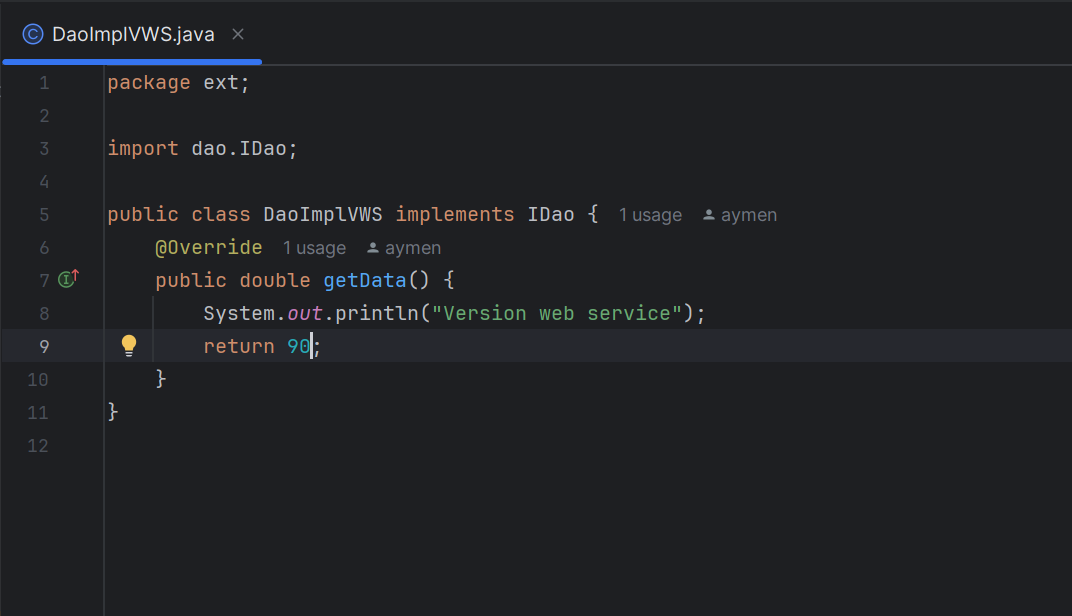 DaoImplVWS.java
1 package ext;
2
3 import dao.IDao;
4
5 public class DaoImplVWS implements IDao { 1 usage aymen
6 @Override 1 usage aymen
7 public double getData() {
8 System.out.println("Version web service");
9 return 90;
10 }
11 }
12